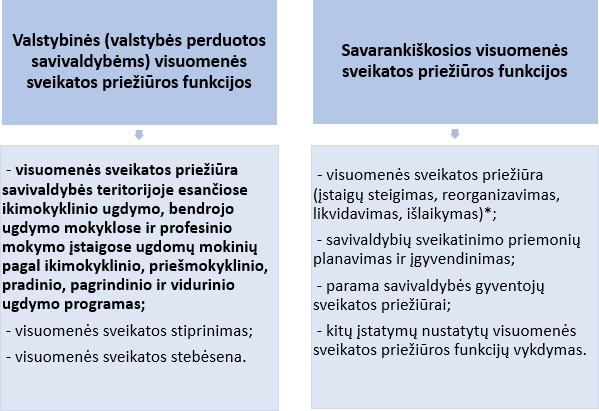 Valstybinės (valstybės perduotos
savivaldybėms) visuomenės
sveikatos priežiūros funkcijos
- visuomenės sveikatos priežiūra
savivaldybės teritorijoje esančiose
ikimokyklinio ugdymo, bendrojo
ugdymo mokyklose ir profesinio
mokymo įstaigose ugdomų mokinių
pagal ikimokyklinio, priešmokyklinio,
pradinio, pagrindinio ir vidurinio
ugdymo programas;
- visuomenės sveikatos stiprinimas;
- visuomenės sveikatos stebėsena.
Savarankiškosios visuomenės
sveikatos priežiūros funkcijos
- visuomenės sveikatos priežiūra
(įstaigų steigimas, reorganizavimas,
likvidavimas, išlaikymas)*;
- savivaldybių sveikatinimo priemonių
planavimas ir įgyvendinimas;
- parama savivaldybės gyventojų
sveikatos priežiūrai;
- kitų įstatymų nustatytų visuomenės
sveikatos priežiūros funkcijų vykdymas.